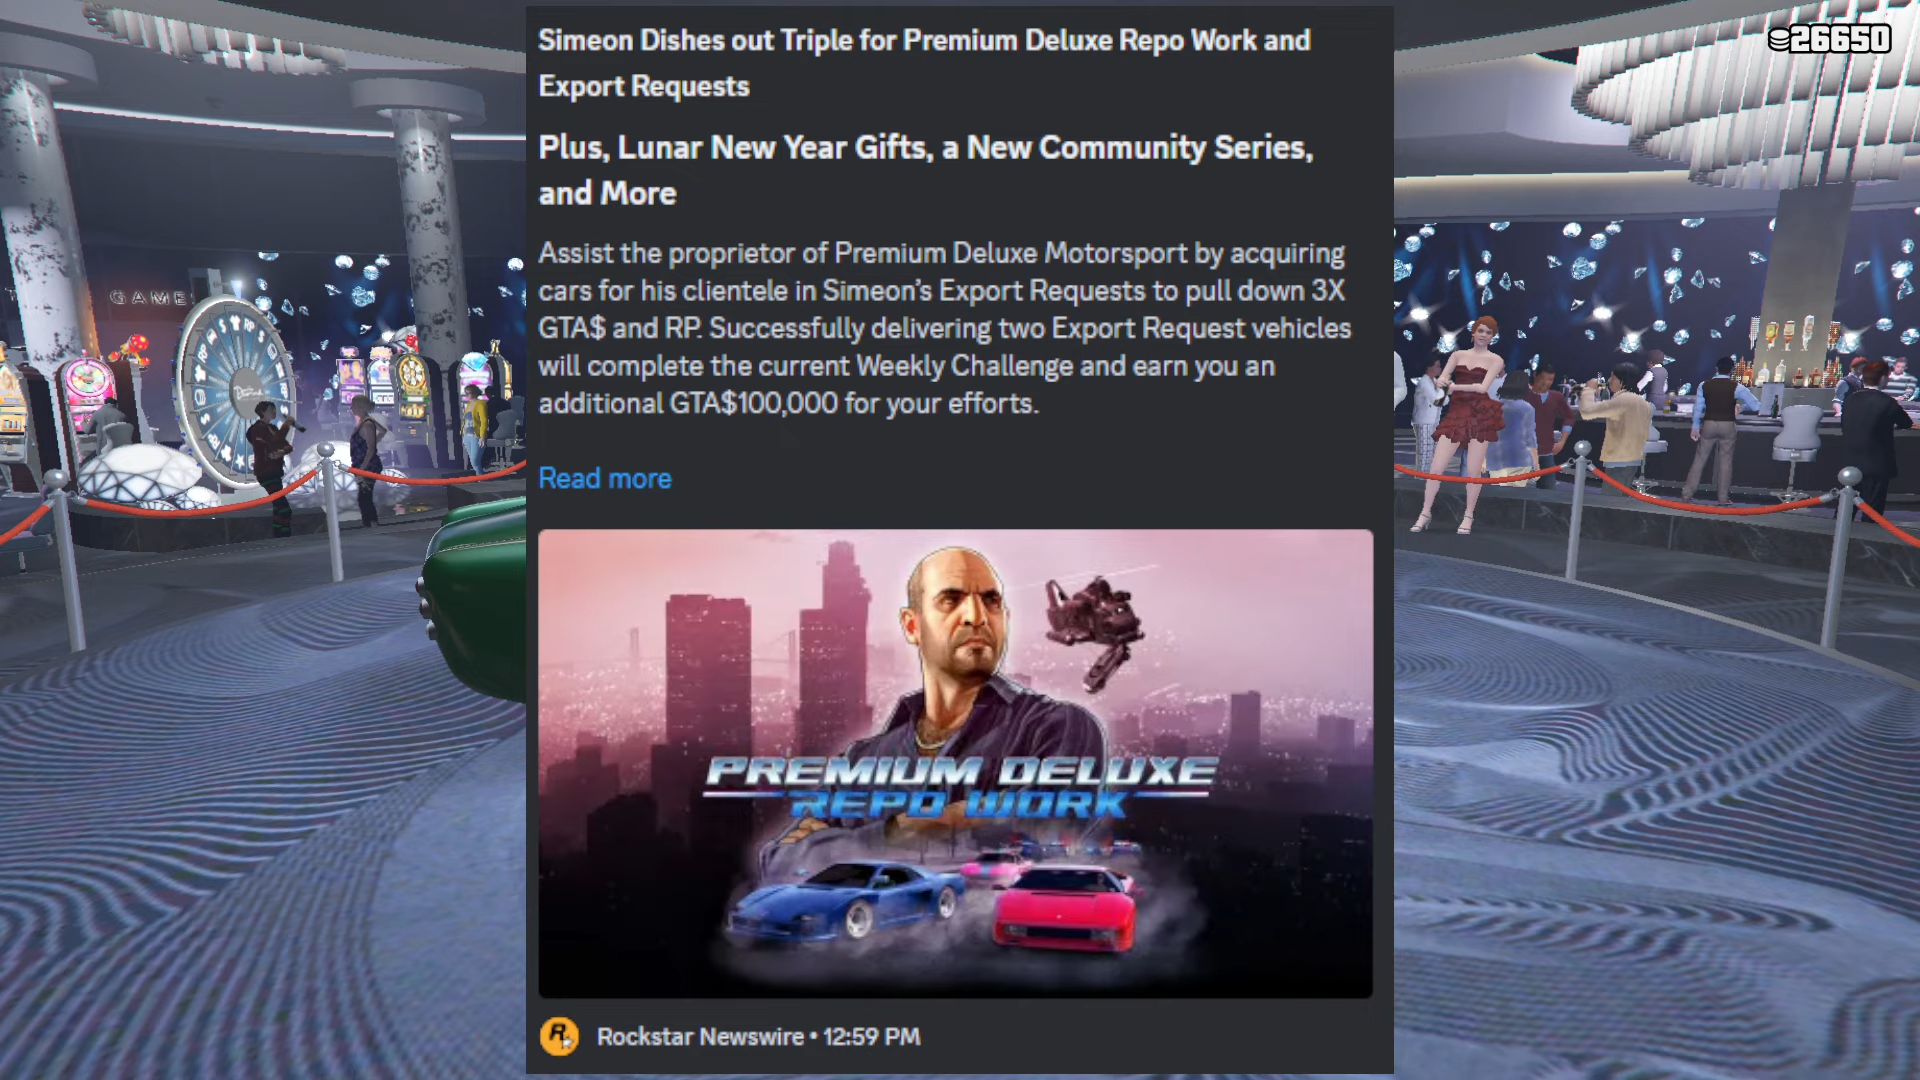 26650
Simeon Dishes out Triple for Premium Deluxe Repo Work and
Export Requests
Plus, Lunar New Year Gifts, a New Community Series,
and More
Assist the proprietor of Premium Deluxe Motorsport by acquiring
cars for his clientele in Simeon’s Export Requests to pull down 3X
GTA$ and RP. Successfully delivering two Export Request vehicles
will complete the current Weekly Challenge and earn you an
additional GTA$100,000 for your efforts.
Read more
GAME
PREMIUM DELUXE
REPO WORK
Rockstar Newswire • 12:59 PM